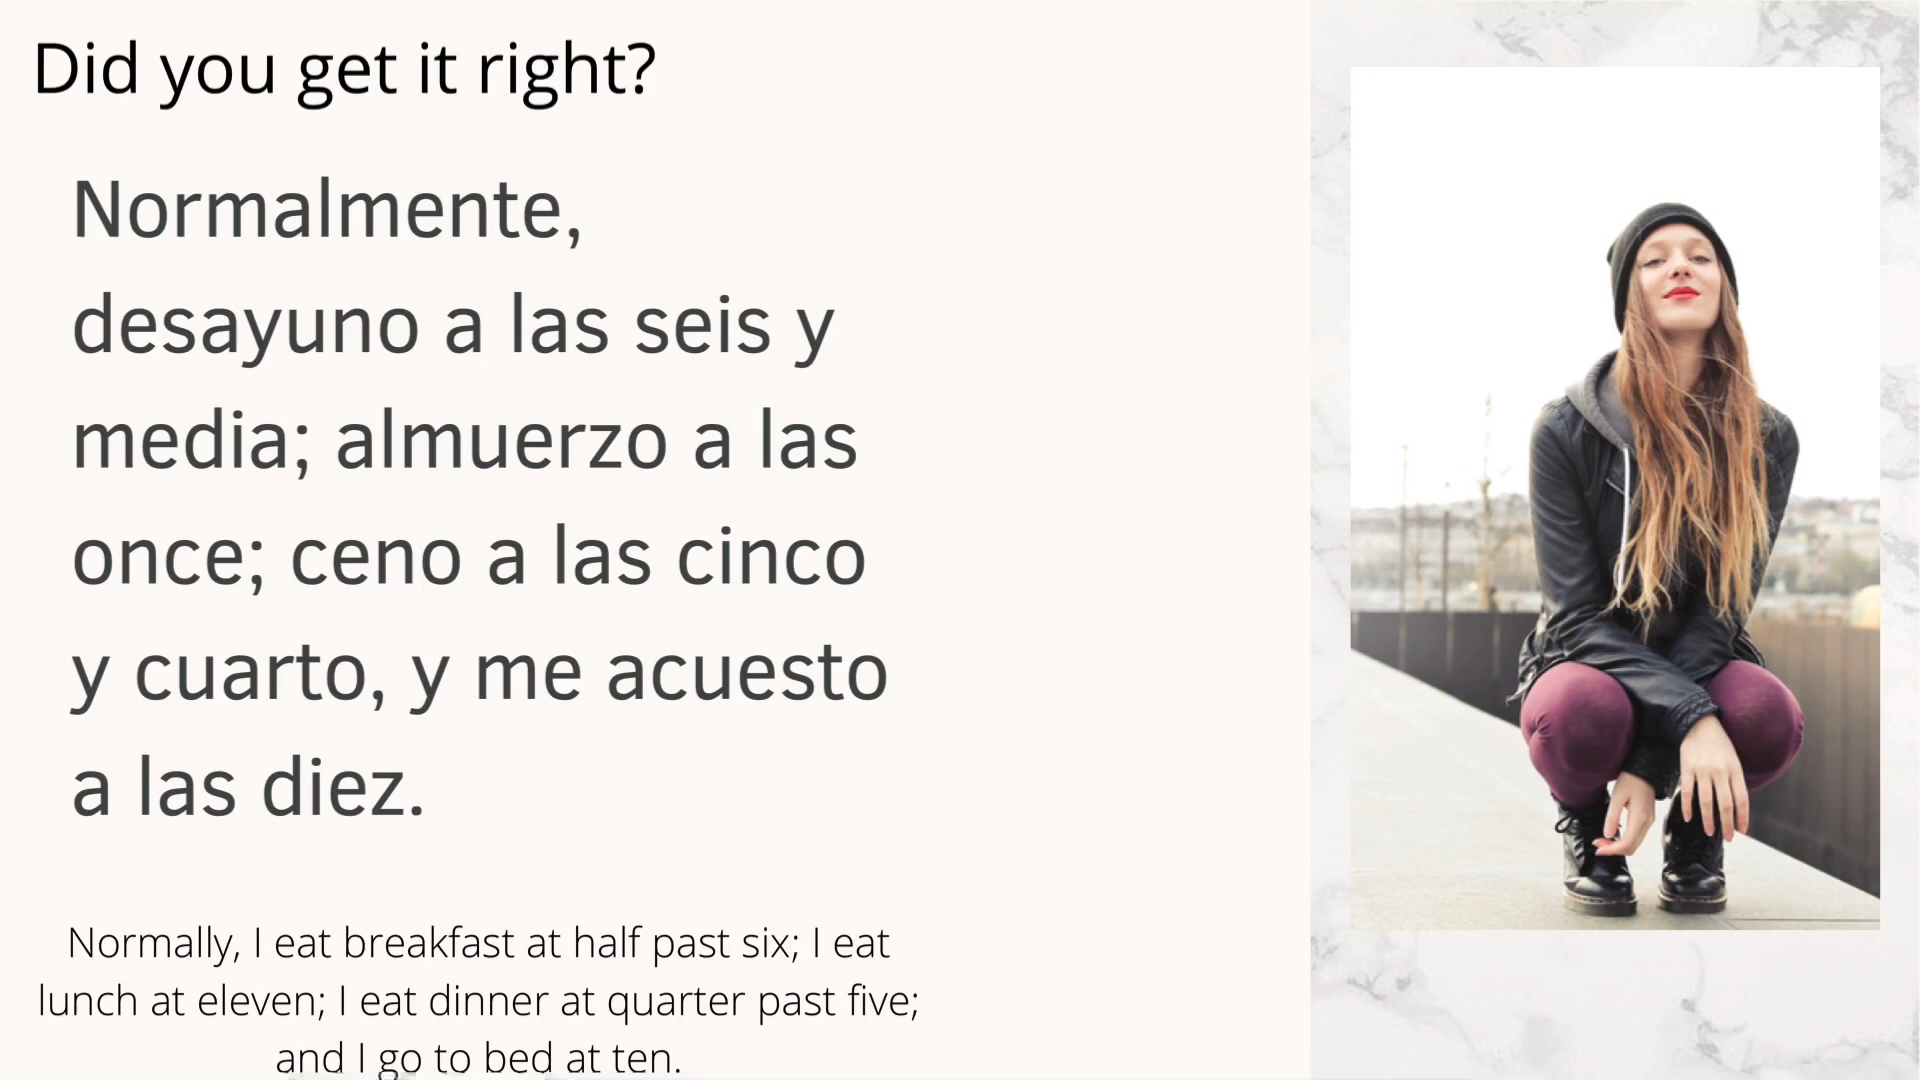 Did you get it right?
Normalmente,
desayuno a las seis y
media; almuerzo a las
once; ceno a las cinco
y cuarto, y me acuesto
a las diez.
Normally, I eat breakfast at half past six; I eat
lunch at eleven; I eat dinner at quarter past five;
and I go to bed at ten.